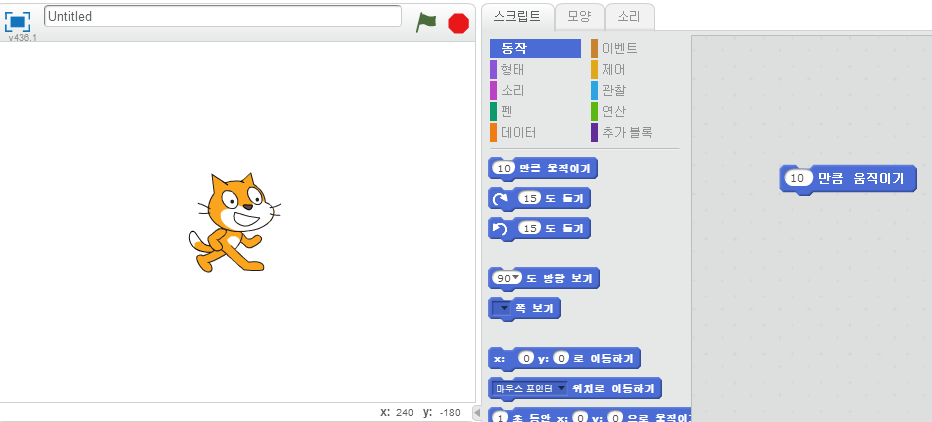 Untitled
v436.1
스크립트 모양 소리
동작 이벤트
형태 제어
소리 관찰
펜 연산
데이터 추가 블록
10 만큼 움직이기
15 도 돌기
15 도 돌기
90 도 방향 보기
쪽 보기
x: 0 y: 0 로 이동하기
마우스 포인터 위치로 이동하기
1 초 동안 x: 0 y: 0 으로 움직이기
10 만큼 움직이기
x: 240 y: -180